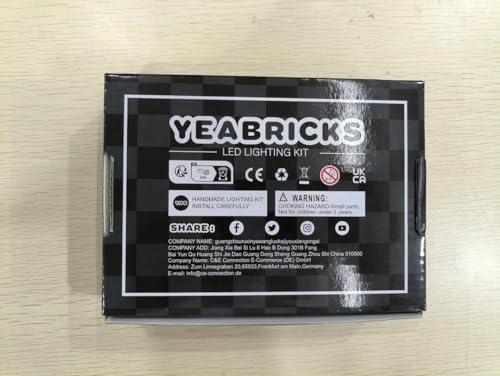 YEABRICKS
LED LIGHTING KIT
CE
UK
CA
HANDMADE LIGHTING KIT
INSTALL CAREFULLY
WARNING:
CHOKING HAZARD-Small parts,
Not for children under 3 years.
SHARE:
COMPANY NAME: guangzhouruixinyawangluokejiyouxiangongsi
COMPANY ADD: Jiang Xia Bei Si Lu 8 Hao B Dong 301B Fang
Bai Yun Qu Huang Shi Jie Dao Guang Dong Sheng Guang Zhou Shi China 510000
Company Name: C&E Connection E-Commerce (DE) GmbH
Address: Zum Linnegraben 20,65933,Frankfurt am Main,Germany
E-mail: info@ce-connection.de